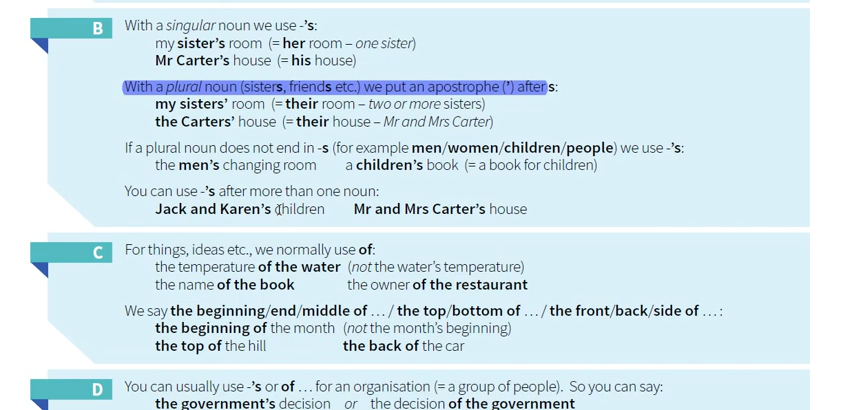 B
With a singular noun we use -’s:
my sister’s room (= her room – one sister)
Mr Carter’s house (= his house)
With a plural noun (sisters, friends etc.) we put an apostrophe (’) after s:
my sisters’ room (= their room – two or more sisters)
the Carters’ house (= their house – Mr and Mrs Carter)
If a plural noun does not end in -s (for example men/women/children/people) we use -’s:
the men’s changing room a children’s book (= a book for children)
You can use -’s after more than one noun:
Jack and Karen’s children Mr and Mrs Carter’s house
C
For things, ideas etc., we normally use of:
the temperature of the water (not the water’s temperature)
the name of the book the owner of the restaurant
We say the beginning/end/middle of … / the top/bottom of … / the front/back/side of … :
the beginning of the month (not the month’s beginning)
the top of the hill the back of the car
D
You can usually use -’s or of … for an organisation (= a group of people). So you can say:
the government’s decision or the decision of the government